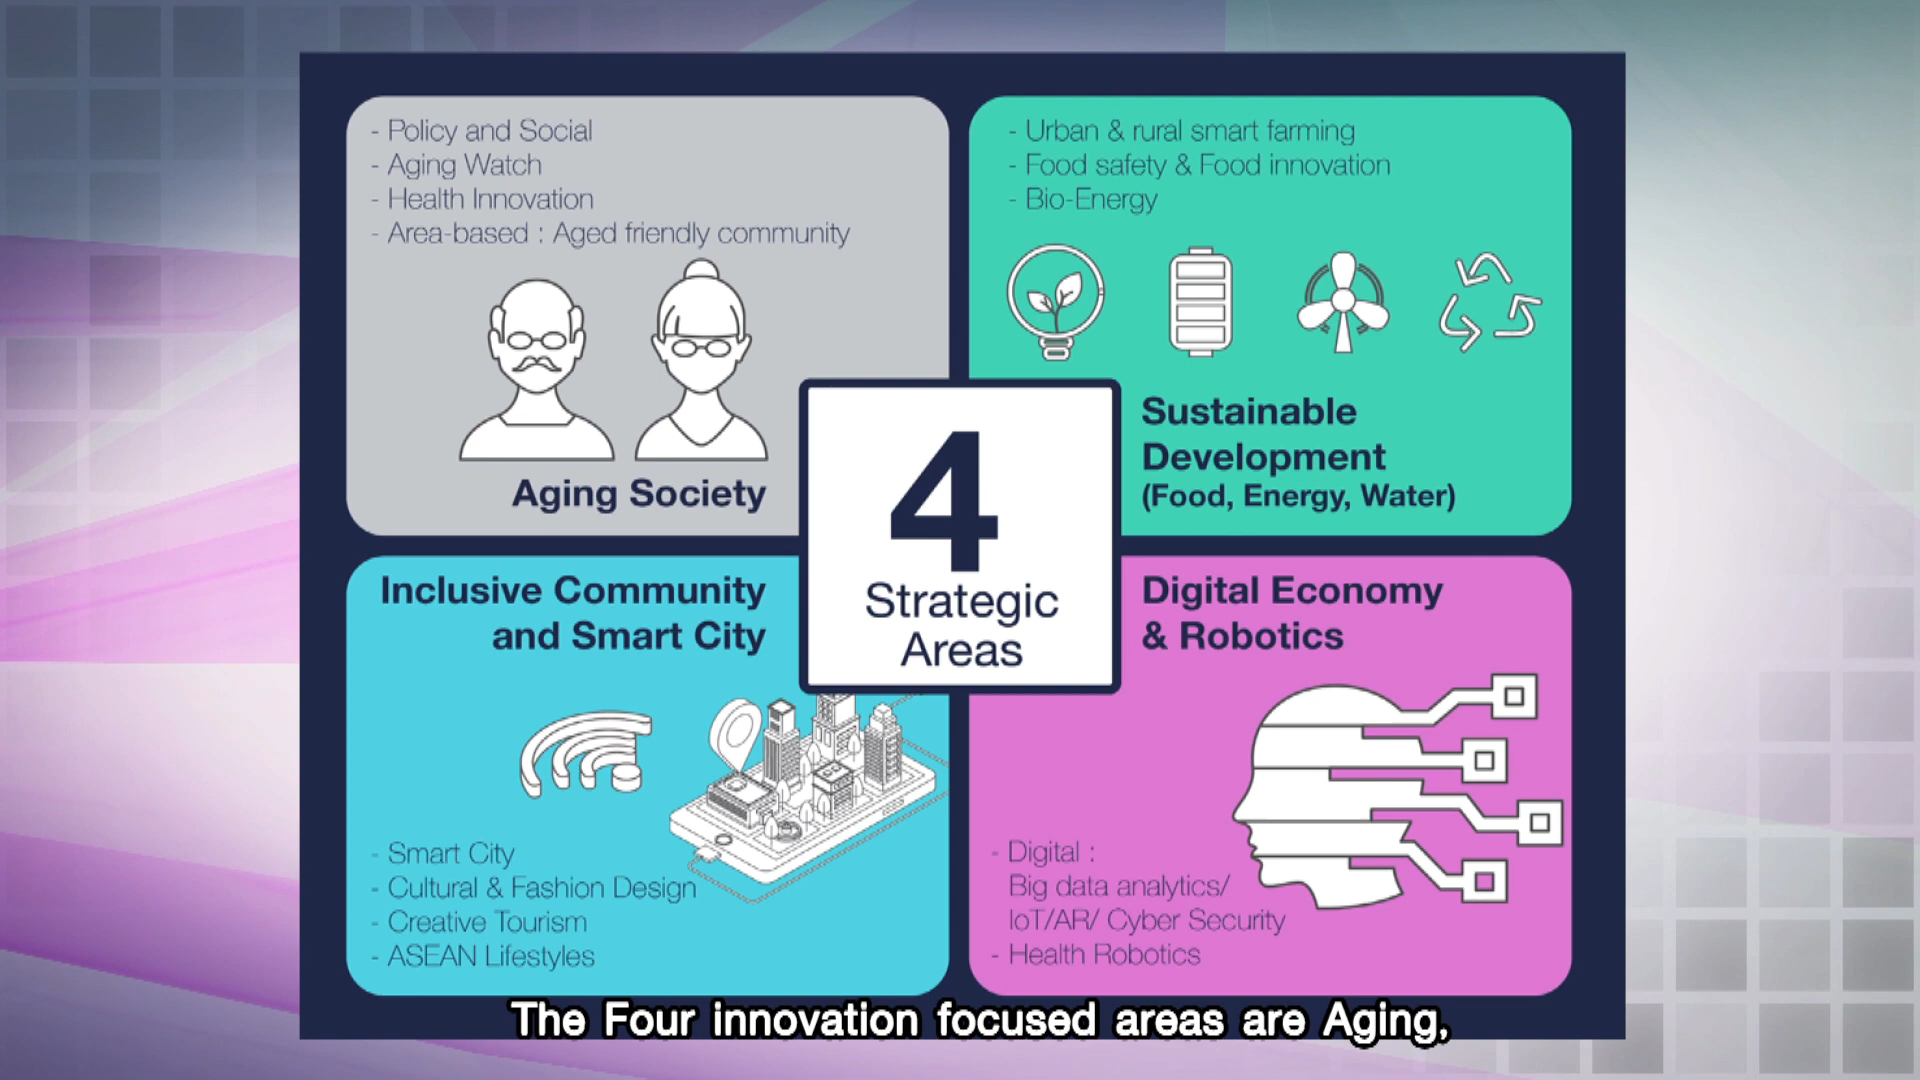 - Policy and Social
- Aging Watch
- Health Innovation
- Area-based : Aged friendly community
Aging Society
- Urban & rural smart farming
- Food safety & Food innovation
- Bio-Energy
Sustainable
Development
(Food, Energy, Water)
4
Strategic
Areas
Inclusive Community
and Smart City
- Smart City
- Cultural & Fashion Design
- Creative Tourism
- ASEAN Lifestyles
Digital Economy
& Robotics
- Digital :
Big data analytics/
IoT/AR/ Cyber Security
- Health Robotics
The Four innovation focused areas are Aging,